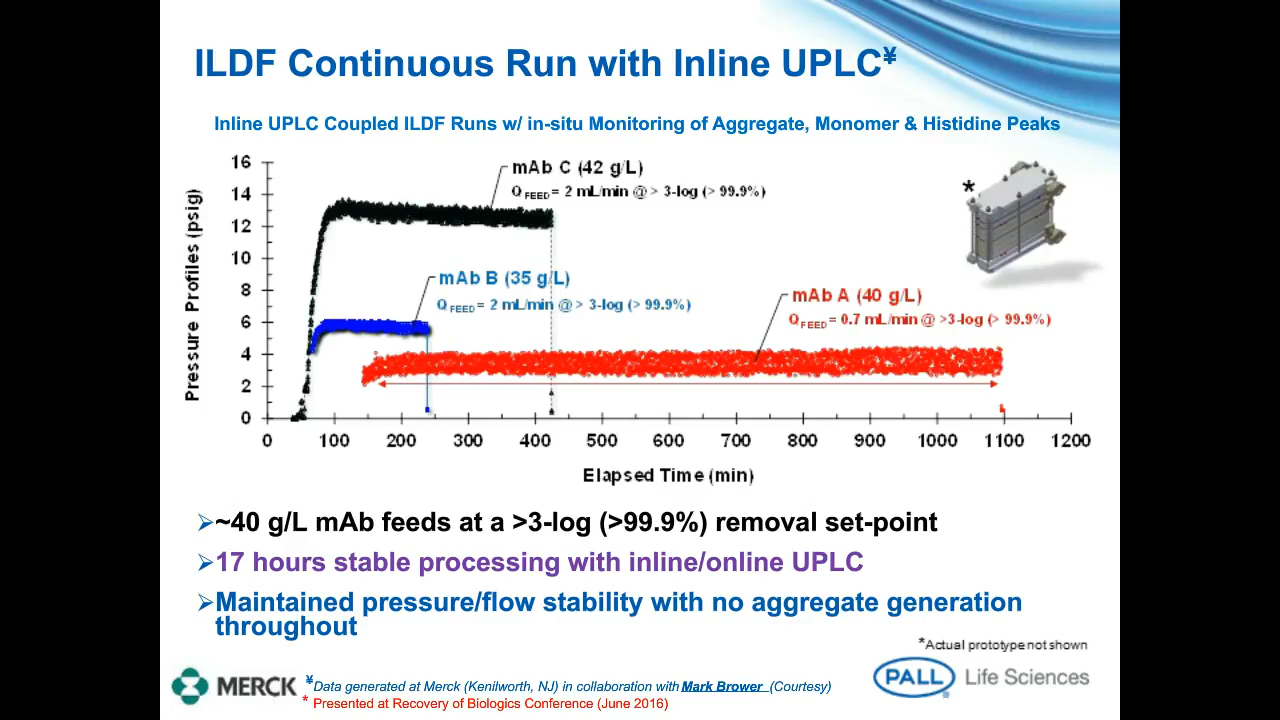 ILDF Continuous Run with Inline UPLC¥
Inline UPLC Coupled ILDF Runs w/ in-situ Monitoring of Aggregate, Monomer & Histidine Peaks
Pressure Profiles (psig)
16
14
12
10
8
6
4
2
0
mAb C (42 g/L)
Q FEED = 2 mL/min @ > 3-log (> 99.9%)
mAb B (35 g/L)
Q FEED = 2 mL/min @ > 3-log (> 99.9%)
mAb A (40 g/L)
Q FEED = 0.7 mL/min @ >3-log (> 99.9%)
*
0 100 200 300 400 500 600 700 800 900 1000 1100 1200
Elapsed Time (min)
➢~40 g/L mAb feeds at a >3-log (>99.9%) removal set-point
➢17 hours stable processing with inline/online UPLC
➢Maintained pressure/flow stability with no aggregate generation
throughout
*Actual prototype not shown
MERCK
¥Data generated at Merck (Kenilworth, NJ) in collaboration with Mark Brower (Courtesy)
* Presented at Recovery of Biologics Conference (June 2016)
PALL® Life Sciences